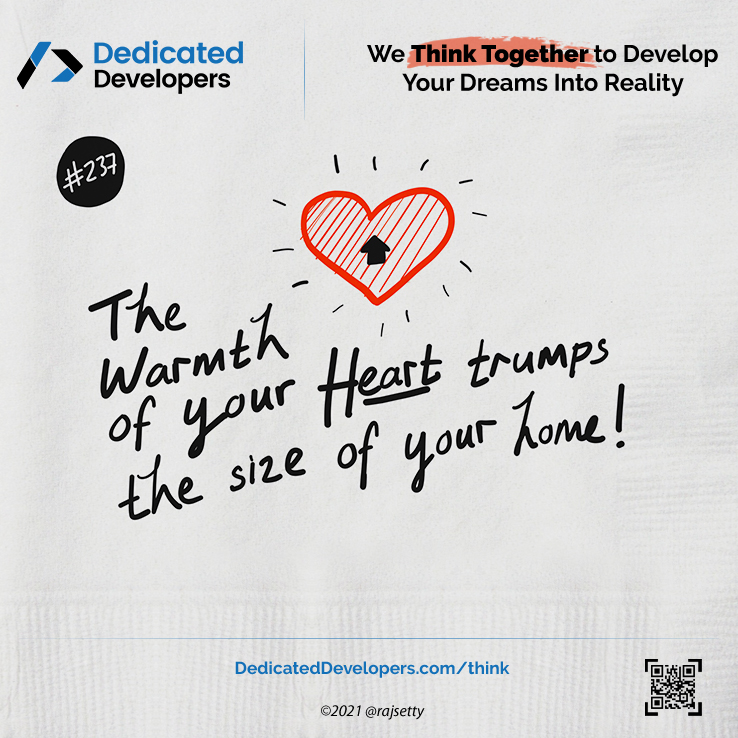 Dedicated
Developers
We Think Together to Develop
Your Dreams Into Reality
#237
The
Warmth
of your Heart trumps
the size of your home!
DedicatedDevelopers.com/think
©2021 @rajsetty